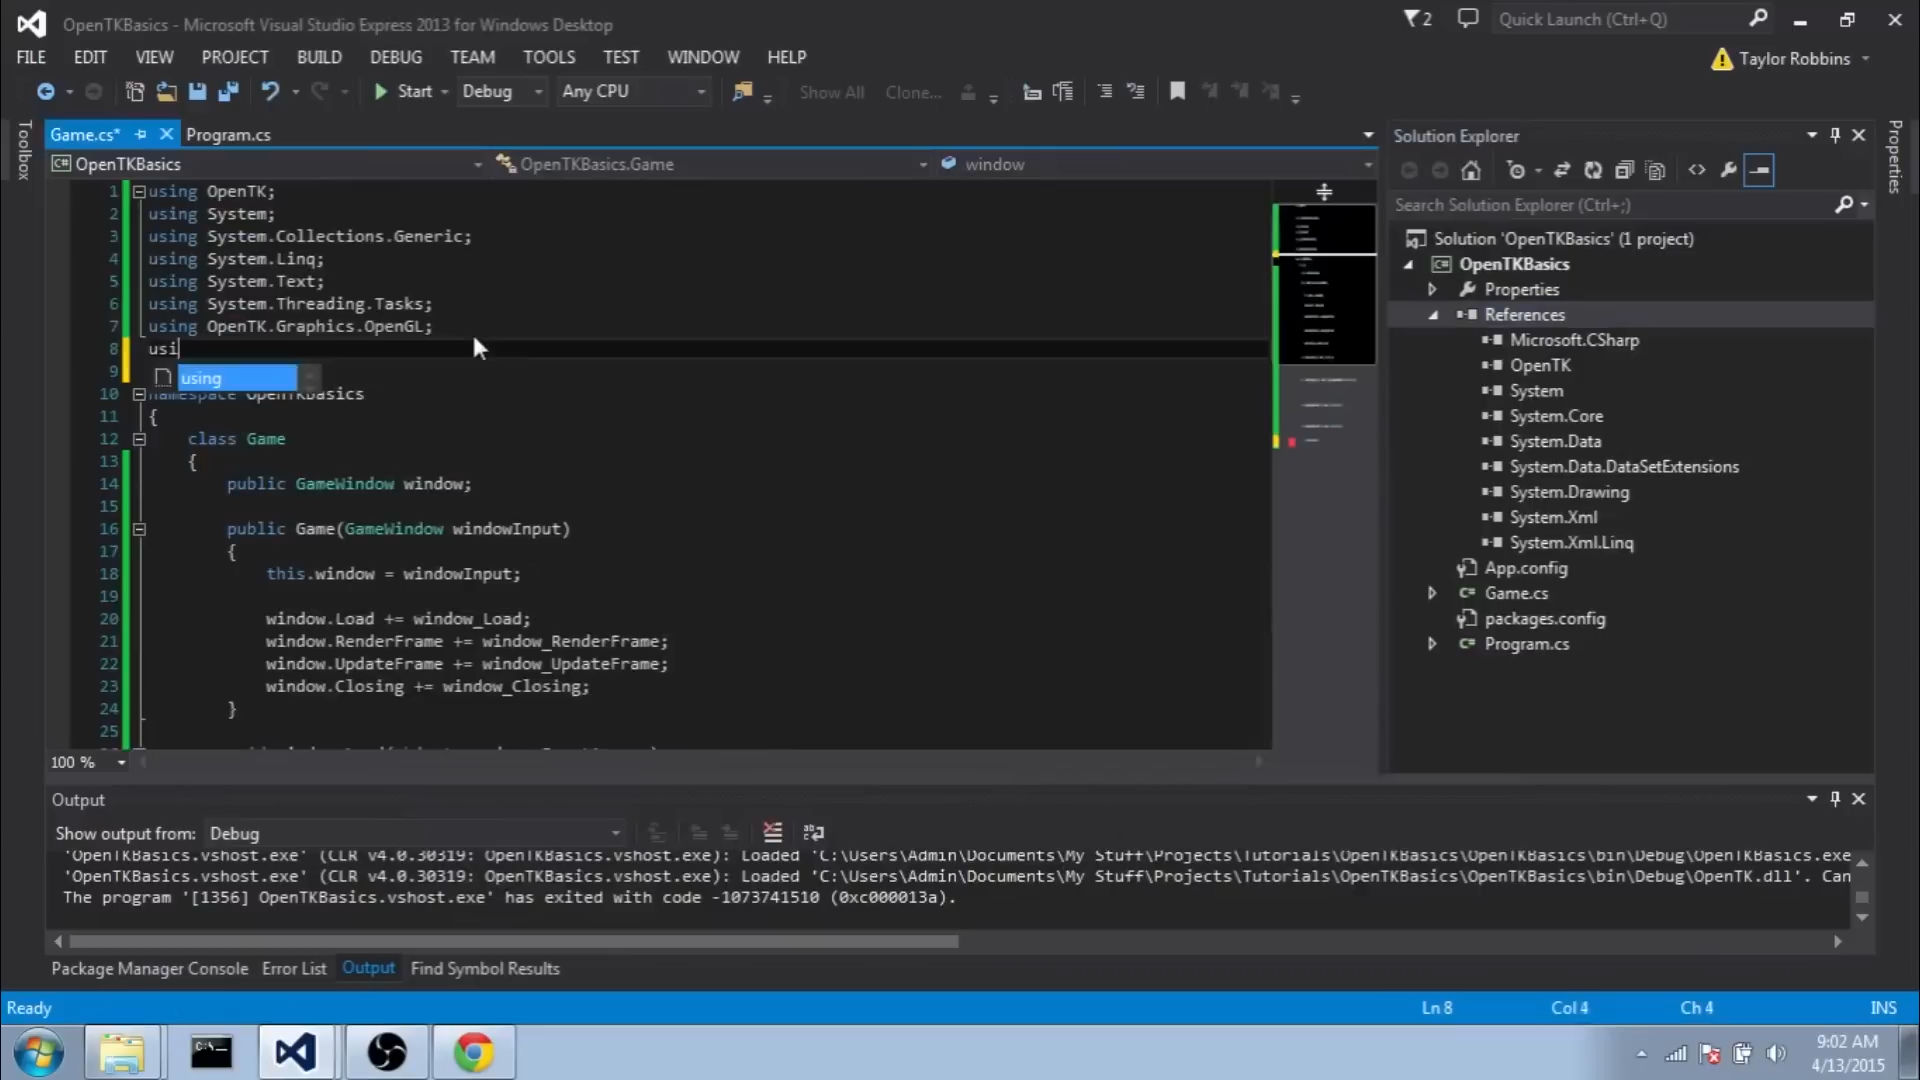 OpenTKBasics - Microsoft Visual Studio Express 2013 for Windows Desktop
2
Quick Launch (Ctrl+Q)
FILE EDIT VIEW PROJECT BUILD DEBUG TEAM TOOLS TEST WINDOW HELP
Taylor Robbins
Start Debug Any CPU Show All Clone...
Toolbox
Game.cs* Program.cs
OpenTKBasics OpenTKBasics.Game window
1 using OpenTK;
2 using System;
3 using System.Collections.Generic;
4 using System.Linq;
5 using System.Text;
6 using System.Threading.Tasks;
7 using OpenTK.Graphics.OpenGL;
8 usi
9 using
10 namespace OpenTKBasics
11 {
12 class Game
13 {
14 public GameWindow window;
15
16 public Game(GameWindow windowInput)
17 {
18 this.window = windowInput;
19
20 window.Load += window_Load;
21 window.RenderFrame += window_RenderFrame;
22 window.UpdateFrame += window_UpdateFrame;
23 window.Closing += window_Closing;
24 }
25
100 %
Solution Explorer
Search Solution Explorer (Ctrl+;)
Solution 'OpenTKBasics' (1 project)
OpenTKBasics
Properties
References
Microsoft.CSharp
OpenTK
System
System.Core
System.Data
System.Data.DataSetExtensions
System.Drawing
System.Xml
System.Xml.Linq
App.config
Game.cs
packages.config
Program.cs
Properties
Output
Show output from: Debug
'OpenTKBasics.vshost.exe' (CLR v4.0.30319: OpenTKBasics.vshost.exe): Loaded 'C:\Users\Admin\Documents\My Stuff\Projects\Tutorials\OpenTKBasics\OpenTKBasics\bin\Debug\OpenTKBasics.exe
'OpenTKBasics.vshost.exe' (CLR v4.0.30319: OpenTKBasics.vshost.exe): Loaded 'C:\Users\Admin\Documents\My Stuff\Projects\Tutorials\OpenTKBasics\OpenTKBasics\bin\Debug\OpenTK.dll'. Can
The program '[1356] OpenTKBasics.vshost.exe' has exited with code -1073741510 (0xc000013a).
Package Manager Console Error List Output Find Symbol Results
Ready Ln 8 Col 4 Ch 4 INS
9:02 AM
4/13/2015